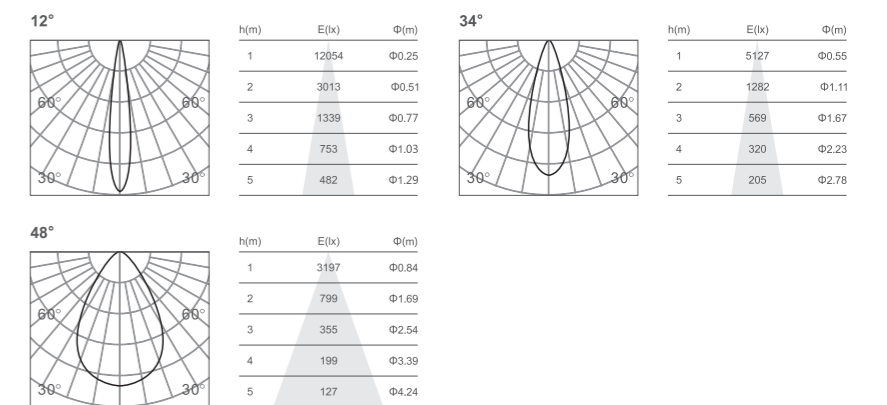 12°
60° 60°
30° 30°
h(m) E(lx) Φ(m)
1 12054 Φ0.25
2 3013 Φ0.51
3 1339 Φ0.77
4 753 Φ1.03
5 482 Φ1.29
34°
60° 60°
30° 30°
h(m) E(lx) Φ(m)
1 5127 Φ0.55
2 1282 Φ1.11
3 569 Φ1.67
4 320 Φ2.23
5 205 Φ2.78
48°
60° 60°
30° 30°
h(m) E(lx) Φ(m)
1 3197 Φ0.84
2 799 Φ1.69
3 355 Φ2.54
4 199 Φ3.39
5 127 Φ4.24